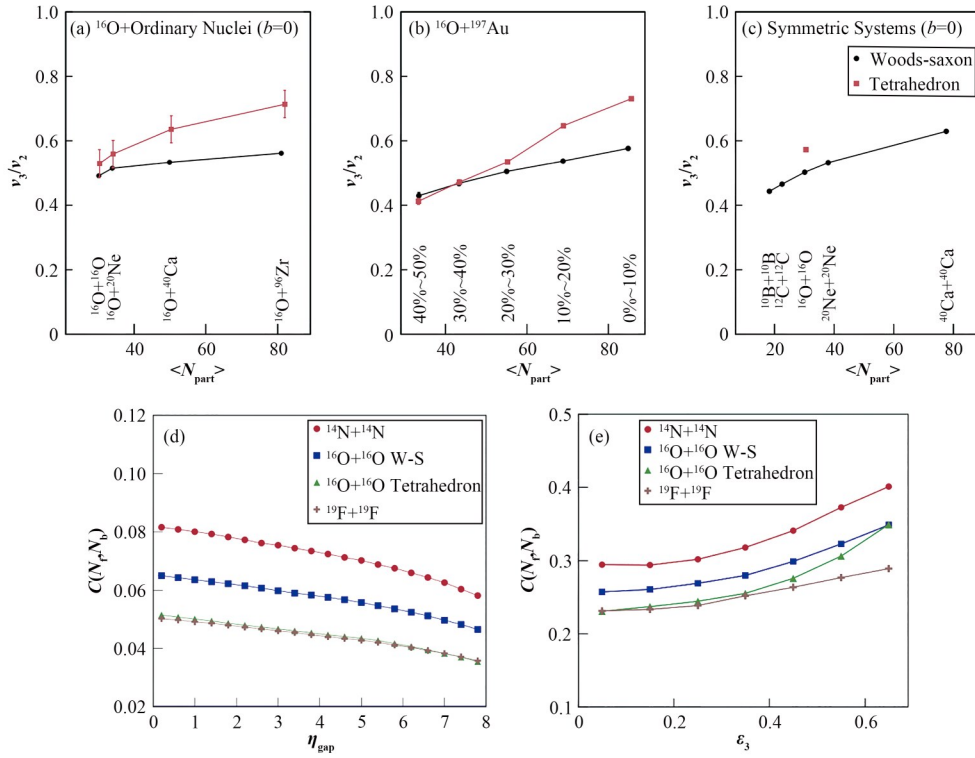 (a) ¹⁶O+Ordinary Nuclei (b=0)
1.0
0.8
0.6
0.4
0.2
0
v₃/v₂
¹⁶O+¹⁶O
¹⁶O+²⁰Ne
¹⁶O+⁴⁰Ca
¹⁶O+⁹⁶Zr
40 60 80
<N_part>
(b) ¹⁶O+¹⁹⁷Au
1.0
0.8
0.6
0.4
0.2
0
v₃/v₂
40%~50%
30%~40%
20%~30%
10%~20%
0%~10%
40 60 80
<N_part>
(c) Symmetric Systems (b=0)
Woods-saxon
Tetrahedron
1.0
0.8
0.6
0.4
0.2
0
v₃/v₂
¹⁰B+¹⁰B
¹²C+¹²C
¹⁶O+¹⁶O
²⁰Ne+²⁰Ne
⁴⁰Ca+⁴⁰Ca
20 40 60 80
<N_part>
(d)
¹⁴N+¹⁴N
¹⁶O+¹⁶O W-S
¹⁶O+¹⁶O Tetrahedron
¹⁹F+¹⁹F
0.12
0.10
0.08
0.06
0.04
0.02
C(N_f,N_b)
0 1 2 3 4 5 6 7 8
η_gap
(e)
¹⁴N+¹⁴N
¹⁶O+¹⁶O W-S
¹⁶O+¹⁶O Tetrahedron
¹⁹F+¹⁹F
0.5
0.4
0.3
0.2
0.1
C(N_f,N_b)
0 0.2 0.4 0.6
ε₃